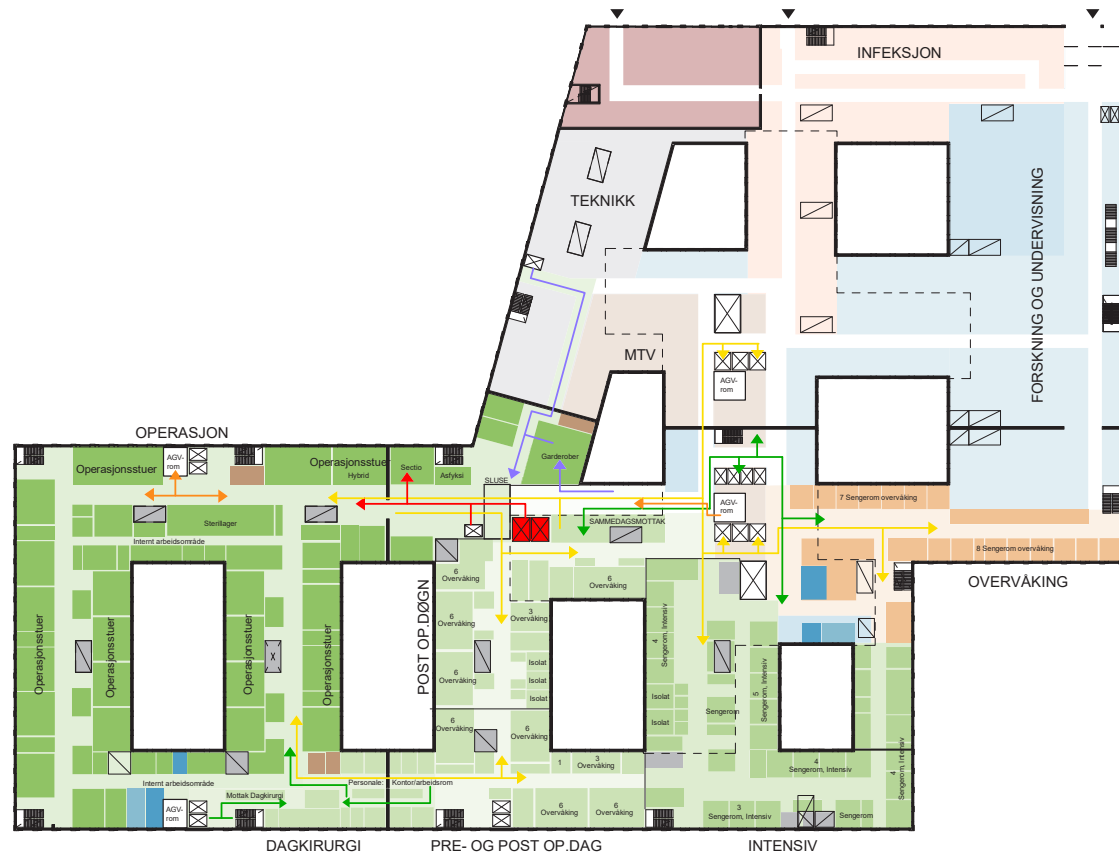 INFEKSJON
TEKNIKK
FORSKNING OG UNDERVISNING
MTV
AGV-
rom
OPERASJON
Operasjonsstuer
AGV-
rom
Operasjonsstuer
Hybrid
Sectio
Asfyksi
Garderober
SLUSE
AGV-
rom
7 Sengerom overvåking
Sterillager
SAMMEDAGSMOTTAK
Internt arbeidsområde
8 Sengerom overvåking
OVERVÅKING
6
Overvåking
6
Overvåking
6
Overvåking
3
Overvåking
4
Sengerom, Intensiv
Operasjonsstuer
Operasjonsstuer
Operasjonsstuer
Operasjonsstuer
POST OP.DØGN
6
Overvåking
Isolat
Isolat
Isolat
Isolat
Isolat
Sengerom
5
Sengerom, Intensiv
6
Overvåking
6
Overvåking
1
3
Overvåking
4
Sengerom, Intensiv
4
Sengerom, Intensiv
Internt arbeidsområde
Personale: Kontor/arbeidsrom
Mottak Dagkirurgi
AGV-
rom
6
Overvåking
6
Overvåking
6
Overvåking
3
Sengerom, Intensiv
Sengerom
DAGKIRURGI
PRE- OG POST OP.DAG
INTENSIV